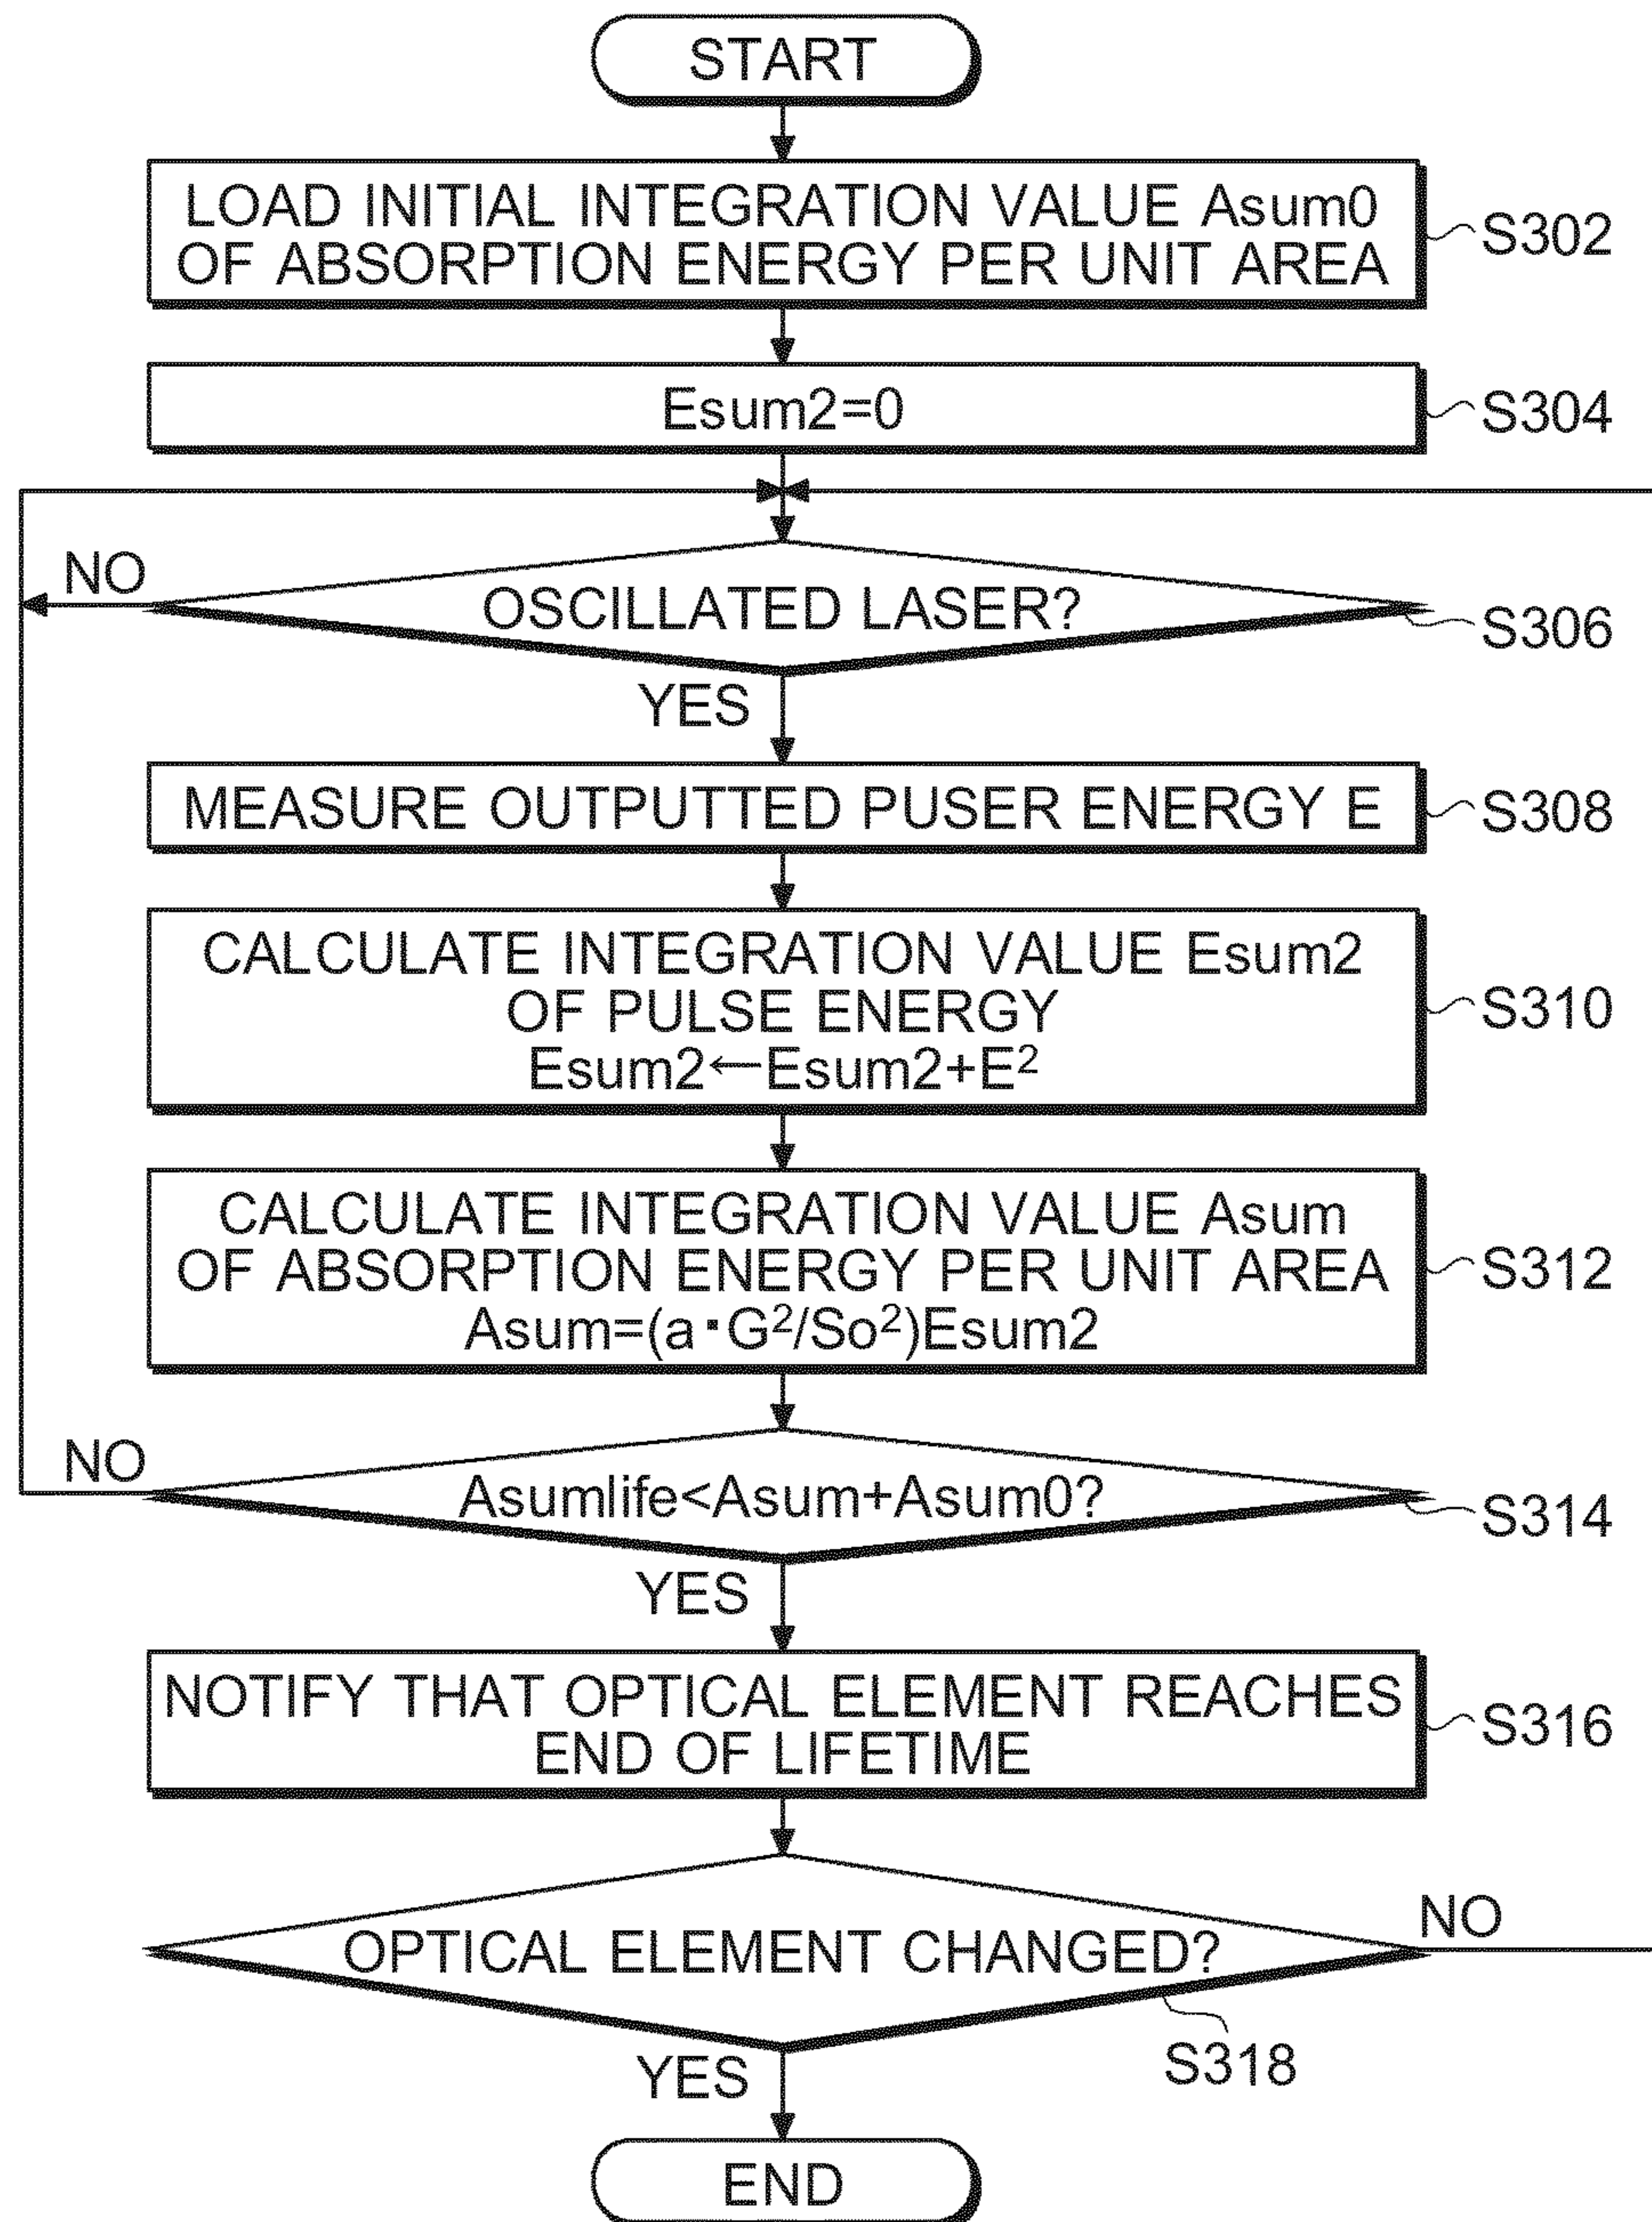 START
LOAD INITIAL INTEGRATION VALUE Asum0
OF ABSORPTION ENERGY PER UNIT AREA
S302
Esum2=0
S304
NO
OSCILLATED LASER?
S306
YES
MEASURE OUTPUTTED PUSER ENERGY E
S308
CALCULATE INTEGRATION VALUE Esum2
OF PULSE ENERGY
Esum2←Esum2+E²
S310
CALCULATE INTEGRATION VALUE Asum
OF ABSORPTION ENERGY PER UNIT AREA
Asum=(a・G²/So²)Esum2
S312
NO
Asumlife<Asum+Asum0?
S314
YES
NOTIFY THAT OPTICAL ELEMENT REACHES
END OF LIFETIME
S316
NO
OPTICAL ELEMENT CHANGED?
S318
YES
END